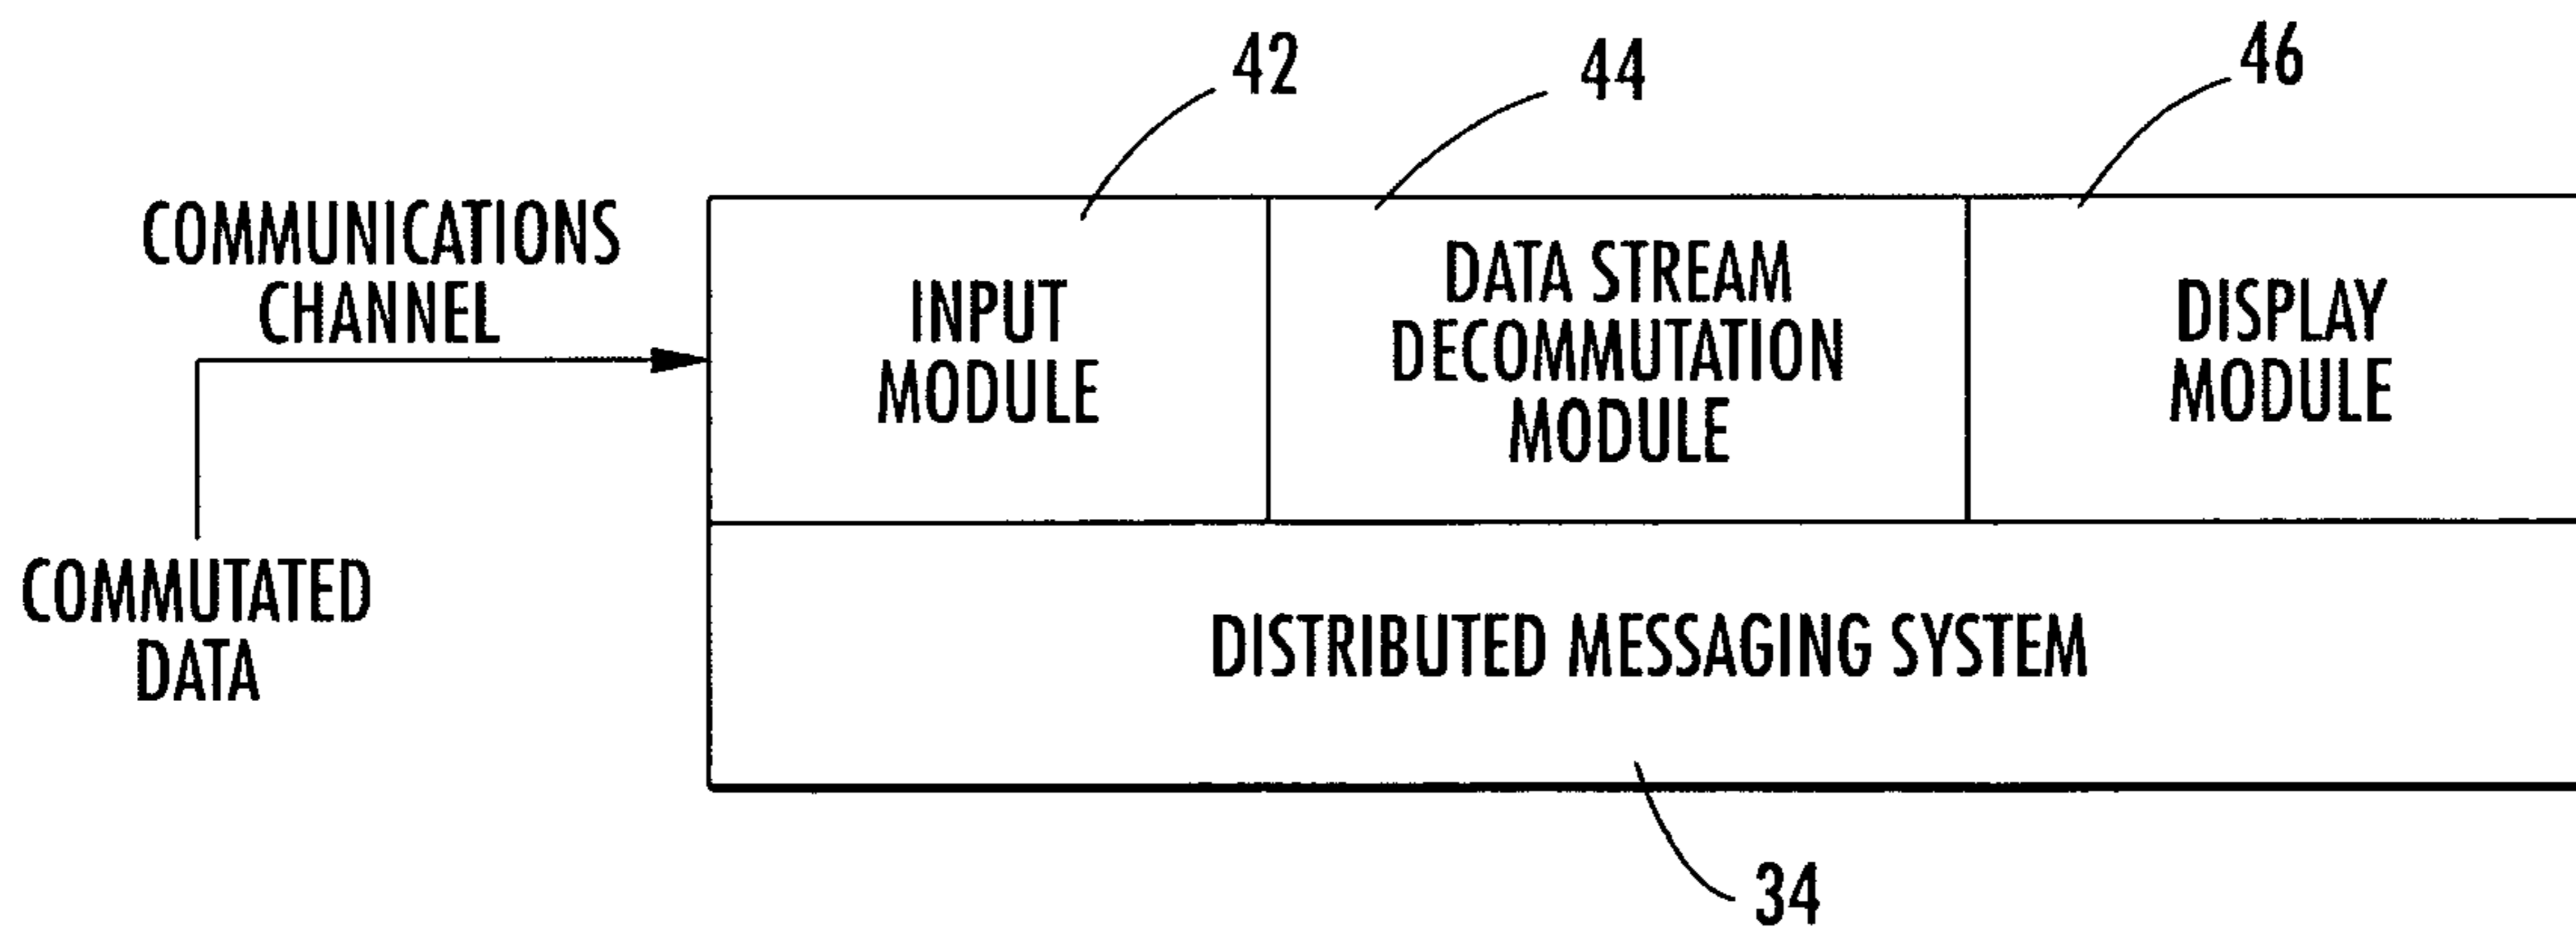 42
44
46
COMMUNICATIONS
CHANNEL
INPUT
MODULE
DATA STREAM
DECOMMUTATION
MODULE
DISPLAY
MODULE
COMMUTATED
DATA
DISTRIBUTED MESSAGING SYSTEM
34